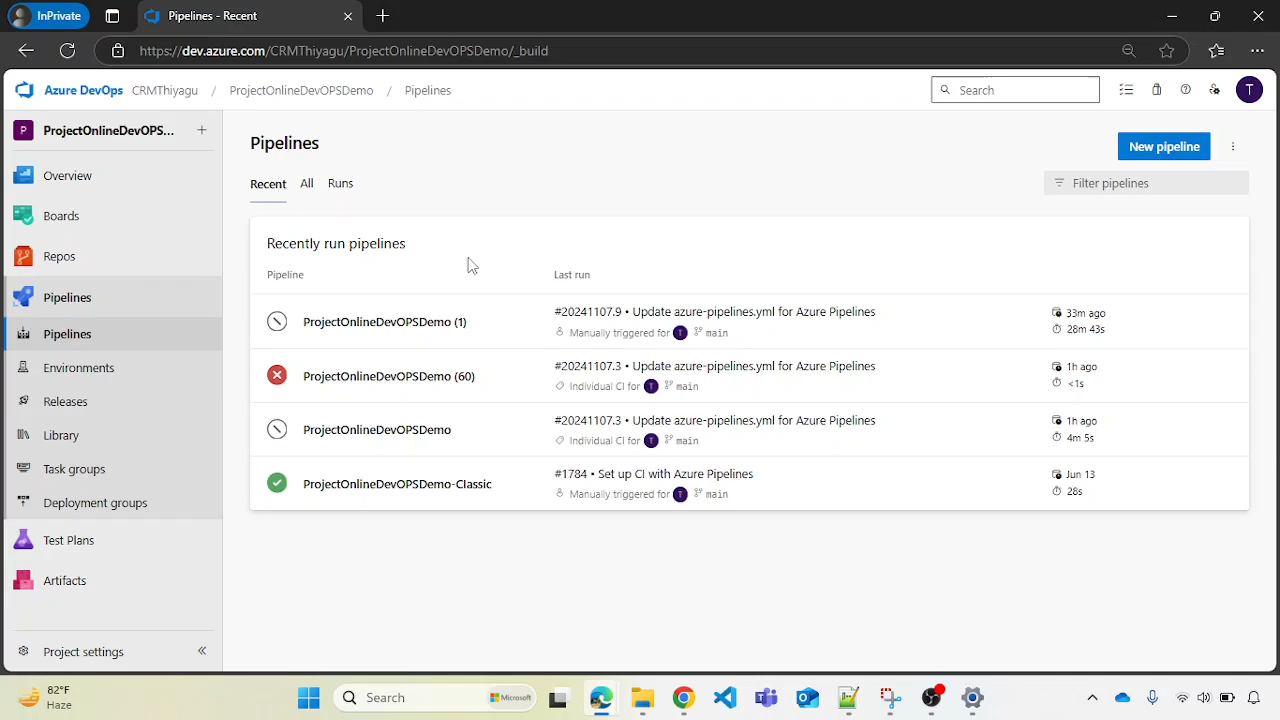 InPrivate
Pipelines - Recent
https://dev.azure.com/CRMThiyagu/ProjectOnlineDevOPSDemo/_build
Azure DevOps CRMThiyagu / ProjectOnlineDevOPSDemo / Pipelines
Search
T
P ProjectOnlineDevOPS...
Overview
Boards
Repos
Pipelines
Pipelines
Environments
Releases
Library
Task groups
Deployment groups
Test Plans
Artifacts
Project settings
Pipelines
New pipeline
Recent All Runs
Filter pipelines
Recently run pipelines
Pipeline Last run
ProjectOnlineDevOPSDemo (1)
#20241107.9 • Update azure-pipelines.yml for Azure Pipelines
Manually triggered for T main
33m ago
28m 43s
ProjectOnlineDevOPSDemo (60)
#20241107.3 • Update azure-pipelines.yml for Azure Pipelines
Individual CI for T main
1h ago
<1s
ProjectOnlineDevOPSDemo
#20241107.3 • Update azure-pipelines.yml for Azure Pipelines
Individual CI for T main
1h ago
4m 5s
ProjectOnlineDevOPSDemo-Classic
#1784 • Set up CI with Azure Pipelines
Manually triggered for T main
Jun 13
28s
82°F
Haze
Search
Microsoft